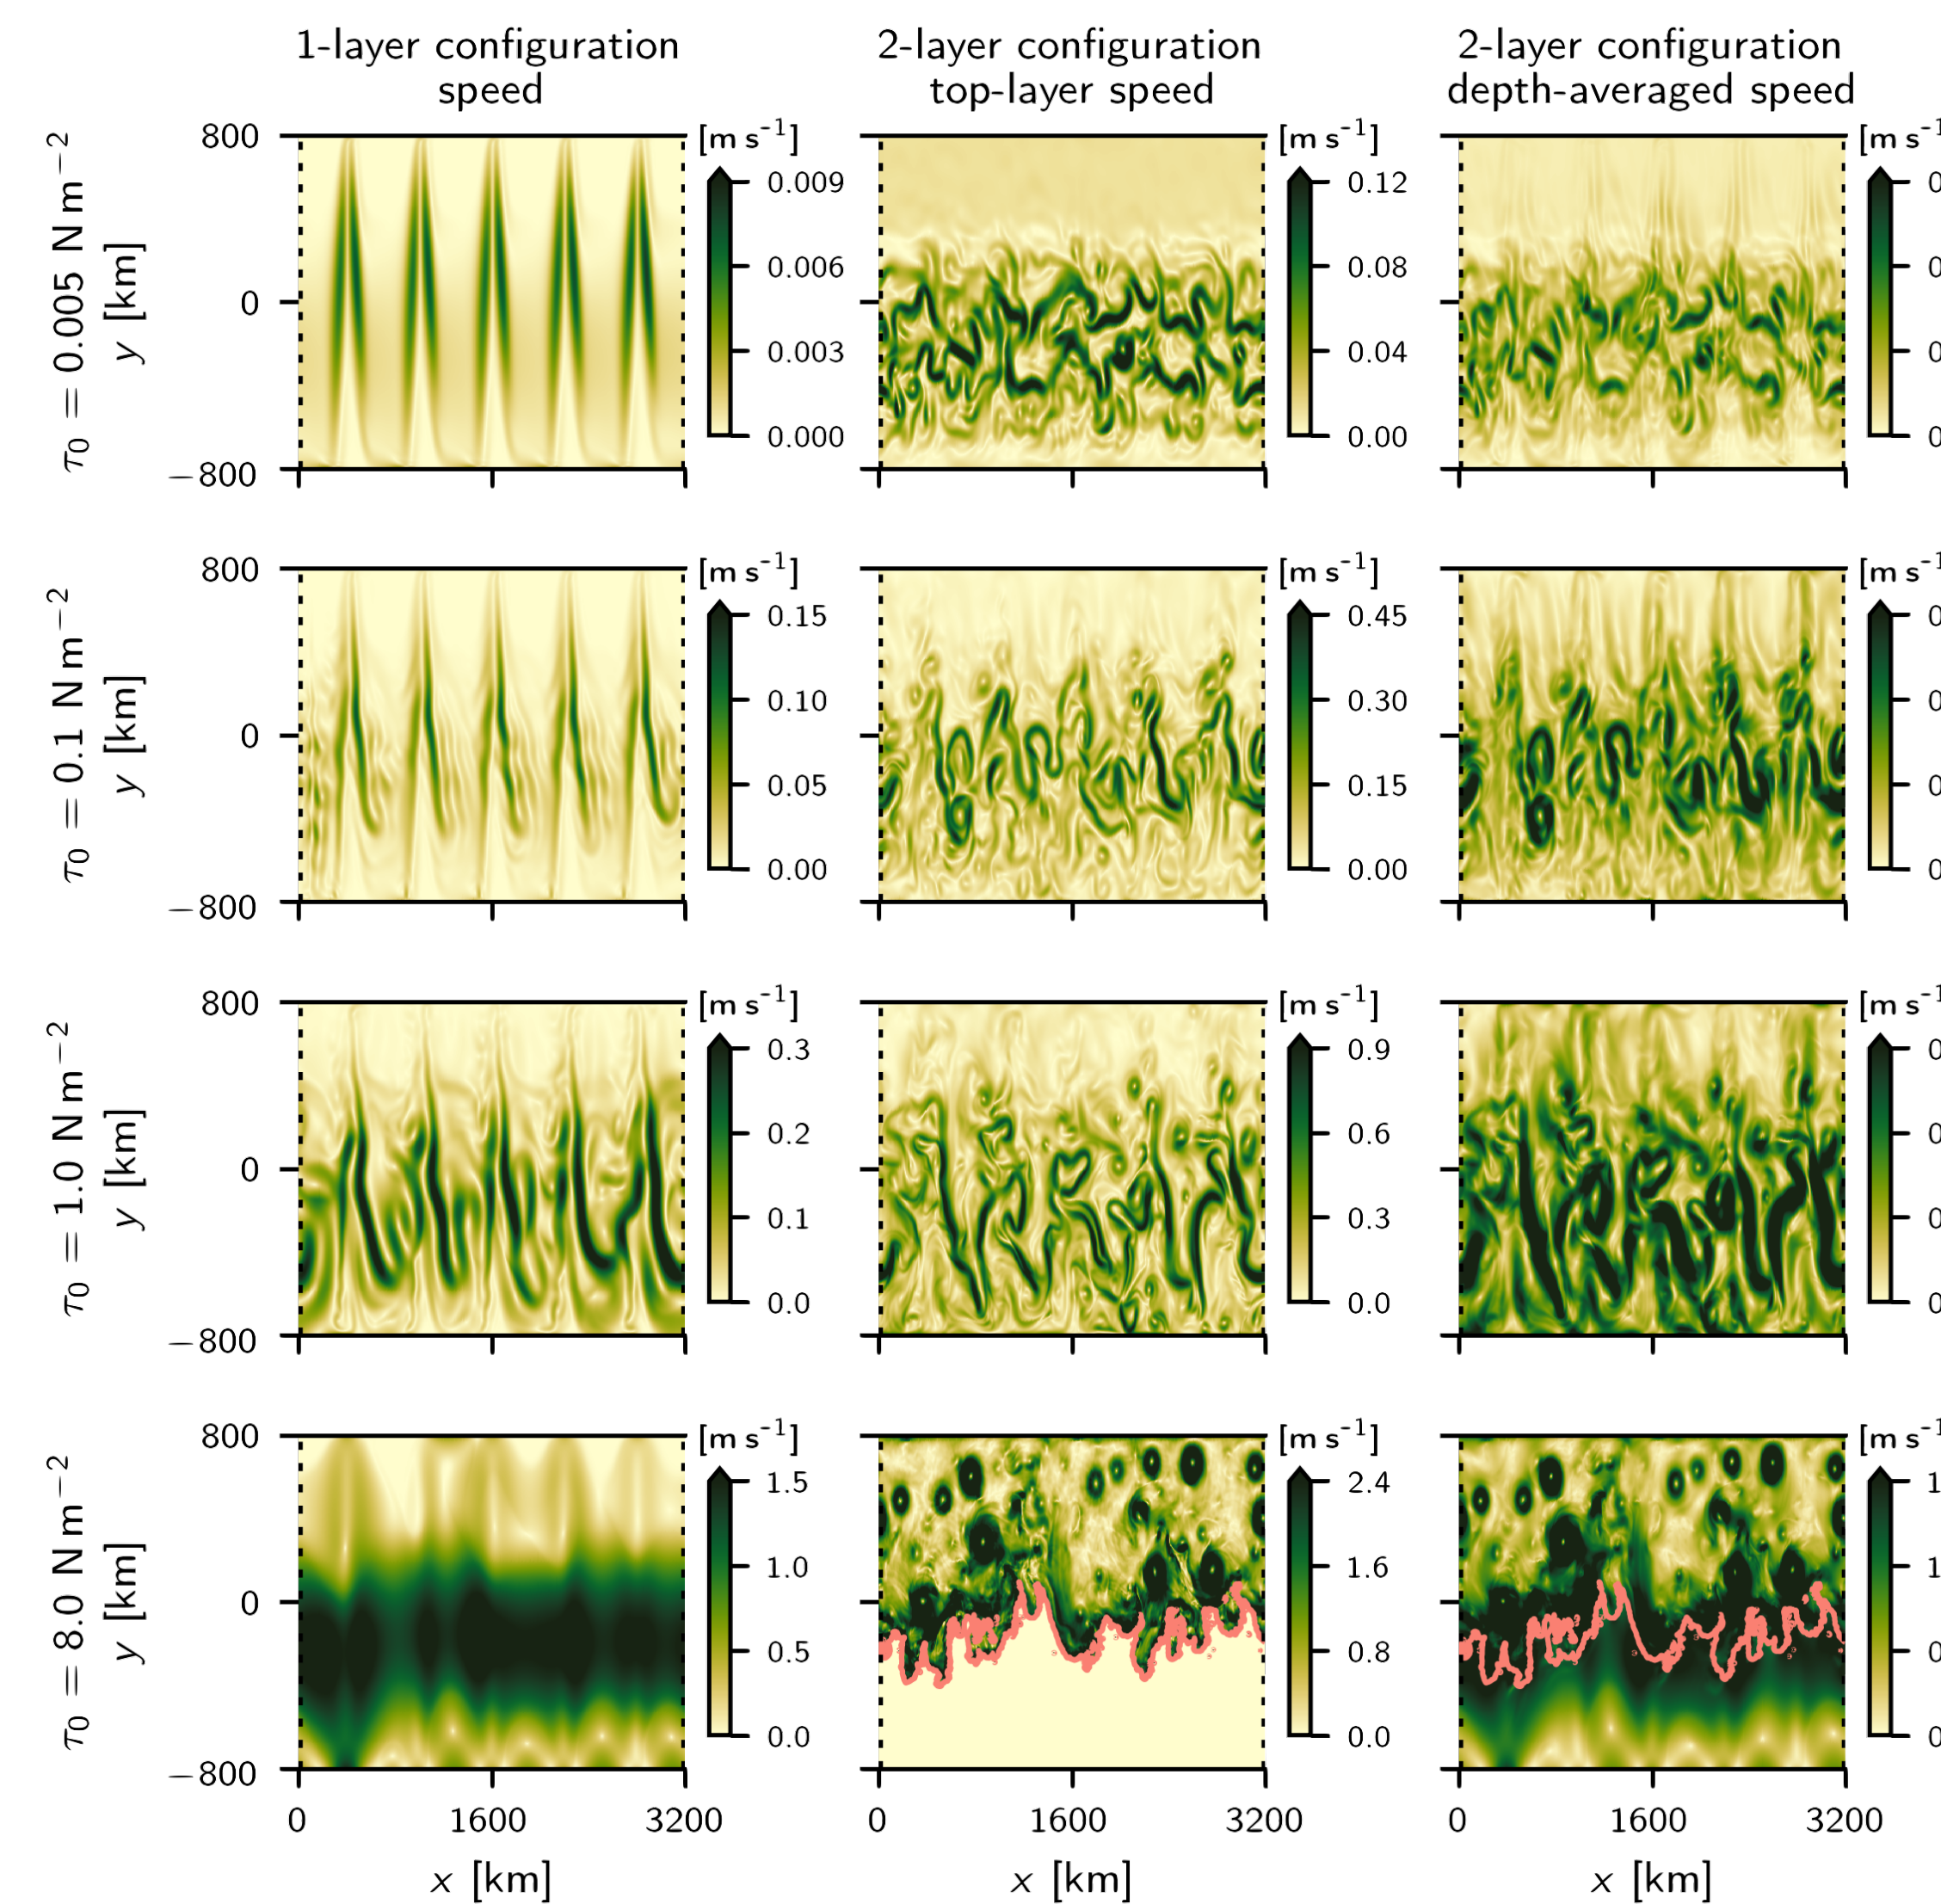 1-layer configuration
speed
2-layer configuration
top-layer speed
2-layer configuration
depth-averaged speed
τ₀ = 0.005 N m⁻²
y [km]
800
0
−800
[m s⁻¹]
0.009
0.006
0.003
0.000
[m s⁻¹]
0.12
0.08
0.04
0.00
[m s⁻¹
τ₀ = 0.1 N m⁻²
y [km]
800
0
−800
[m s⁻¹]
0.15
0.10
0.05
0.00
[m s⁻¹]
0.45
0.30
0.15
0.00
[m s⁻¹
τ₀ = 1.0 N m⁻²
y [km]
800
0
−800
[m s⁻¹]
0.3
0.2
0.1
0.0
[m s⁻¹]
0.9
0.6
0.3
0.0
[m s⁻¹
τ₀ = 8.0 N m⁻²
y [km]
800
0
−800
[m s⁻¹]
1.5
1.0
0.5
0.0
[m s⁻¹]
2.4
1.6
0.8
0.0
[m s⁻¹
0 1600 3200
x [km]
0 1600 3200
x [km]
0 1600 3200
x [km]